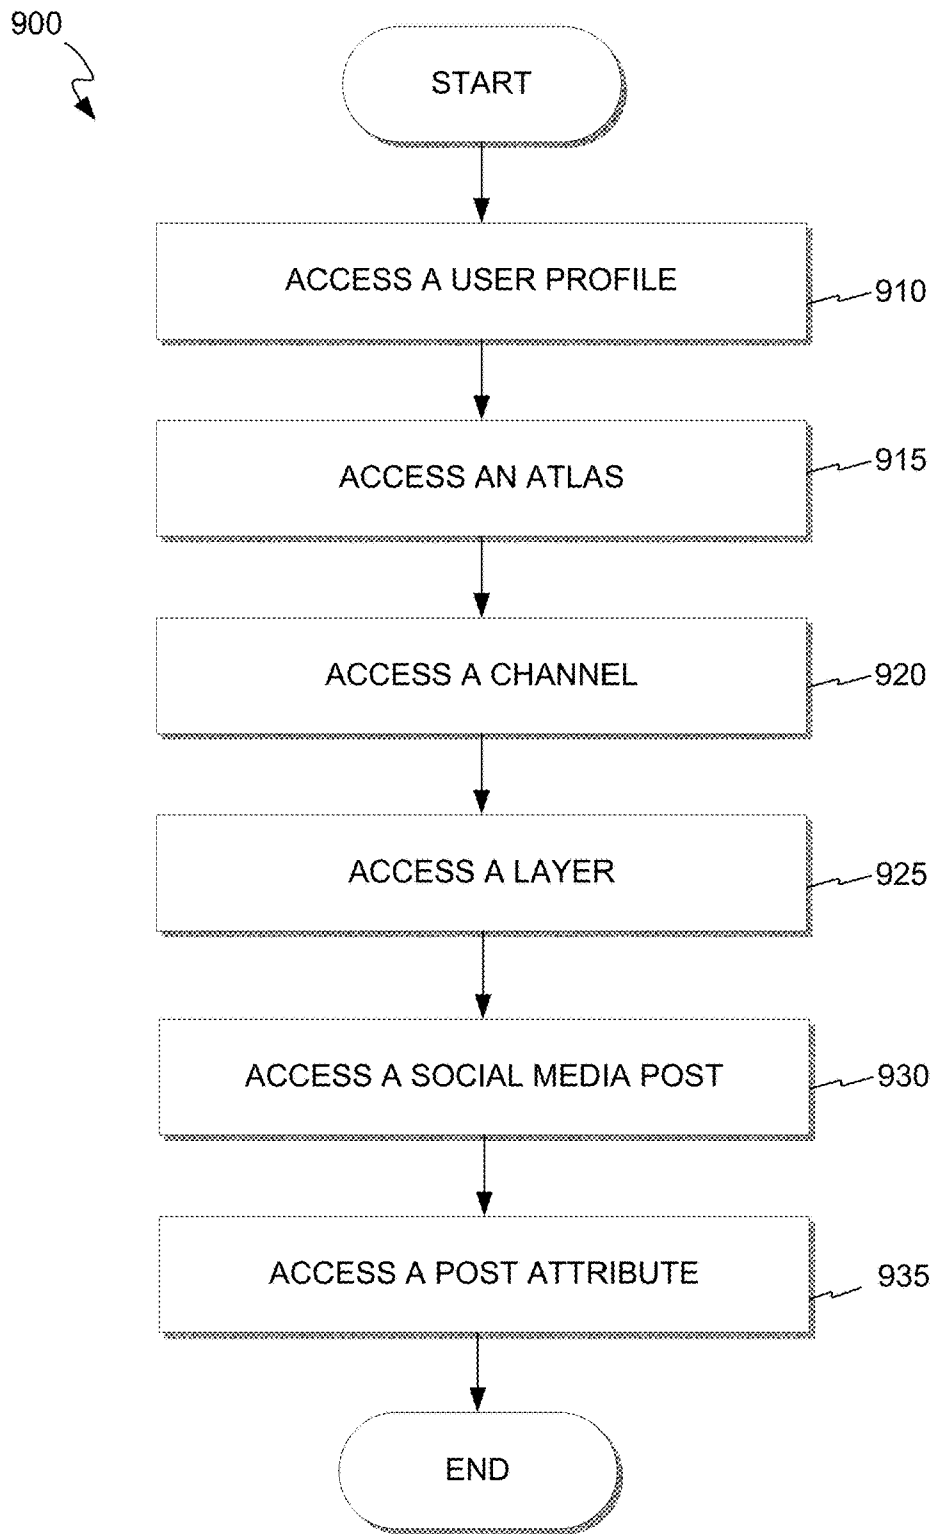 900
START
ACCESS A USER PROFILE
910
ACCESS AN ATLAS
915
ACCESS A CHANNEL
920
ACCESS A LAYER
925
ACCESS A SOCIAL MEDIA POST
930
ACCESS A POST ATTRIBUTE
935
END